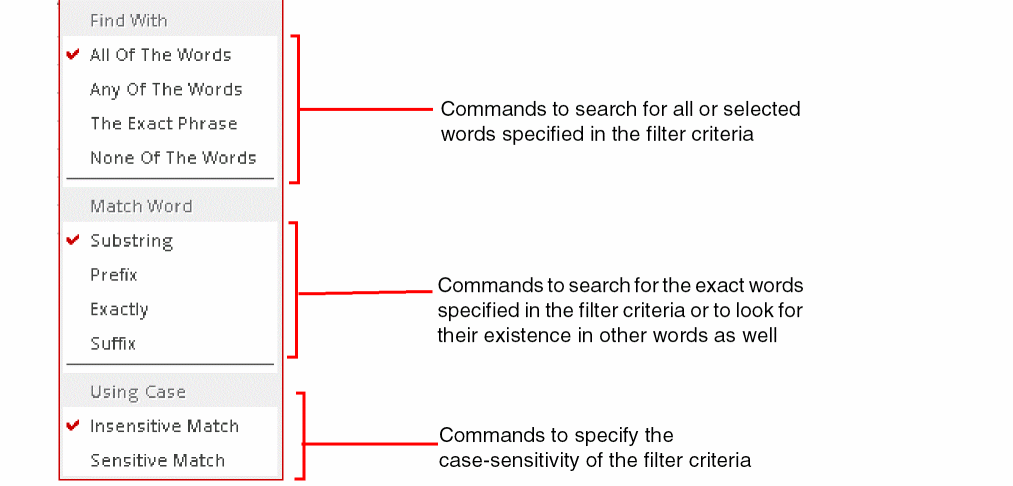 Find With
All Of The Words
Any Of The Words
The Exact Phrase
None Of The Words
Commands to search for all or selected
words specified in the filter criteria
Match Word
Substring
Prefix
Exactly
Suffix
Commands to search for the exact words
specified in the filter criteria or to look for
their existence in other words as well
Using Case
Insensitive Match
Sensitive Match
Commands to specify the
case-sensitivity of the filter criteria